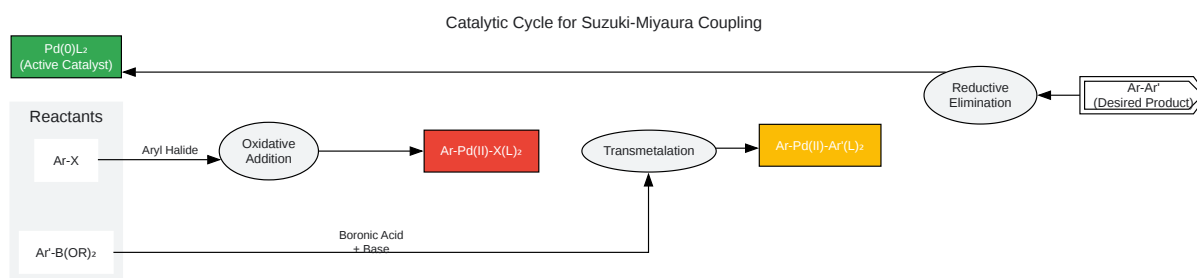 Catalytic Cycle for Suzuki-Miyaura Coupling
Pd(0)L₂
(Active Catalyst)
Reductive
Elimination
Ar-Ar'
(Desired Product)
Reactants
Ar-X
Aryl Halide
Oxidative
Addition
Ar-Pd(II)-X(L)₂
Transmetalation
Ar-Pd(II)-Ar'(L)₂
Ar'-B(OR)₂
Boronic Acid
+ Base